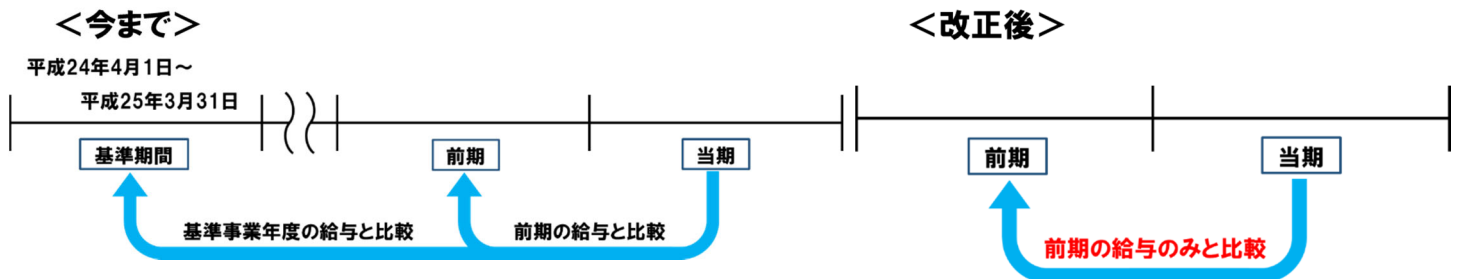 ＜今まで＞
平成24年4月1日～
平成25年3月31日
基準期間
前期
当期
基準事業年度の給与と比較
前期の給与と比較
＜改正後＞
前期
当期
前期の給与のみと比較